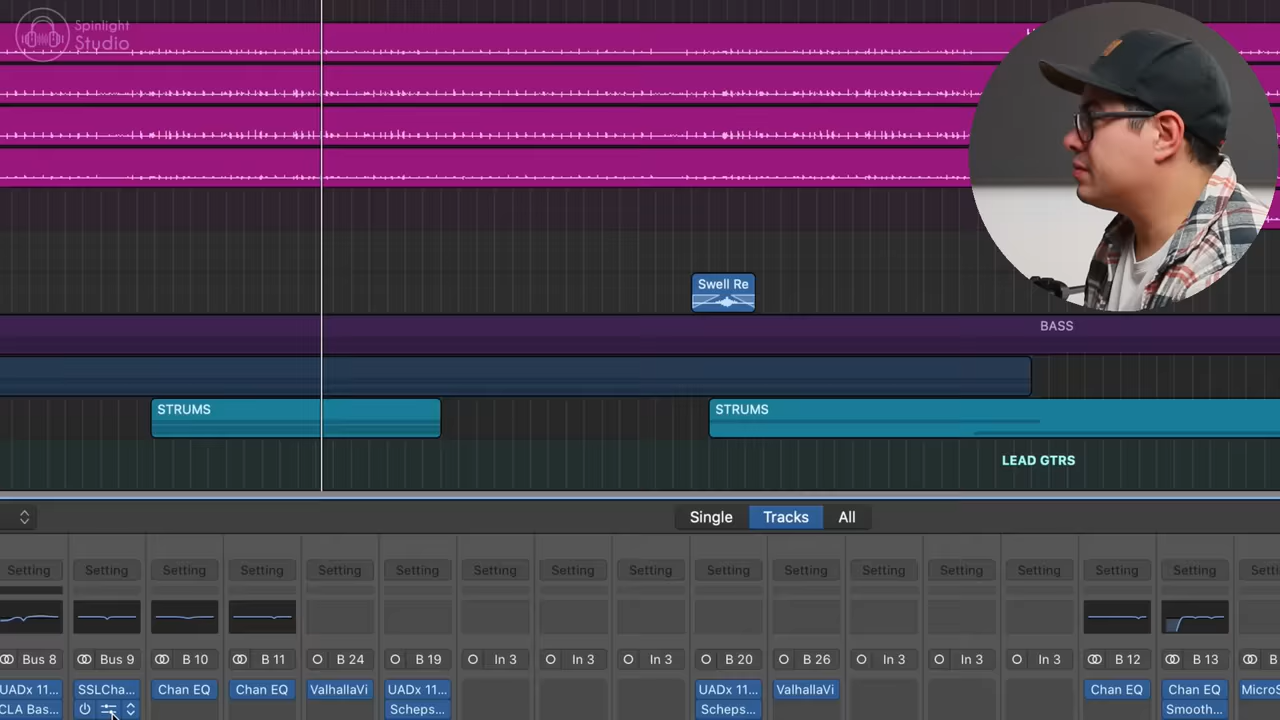 Spinlight
Studio
Swell Re
BASS
STRUMS
STRUMS
LEAD GTRS
Single Tracks All
Setting Setting Setting Setting Setting Setting Setting Setting Setting Setting Setting Setting Setting Setting Setting Setting
Bus 8 Bus 9 B 10 B 11 B 24 B 19 In 3 In 3 In 3 B 20 B 26 In 3 In 3 In 3 B 12 B 13 B
UADx 11... SSLCha... Chan EQ Chan EQ ValhallaVi UADx 11... UADx 11... ValhallaVi Chan EQ Chan EQ MicroS
CLA Bas... Scheps... Scheps... Smooth...